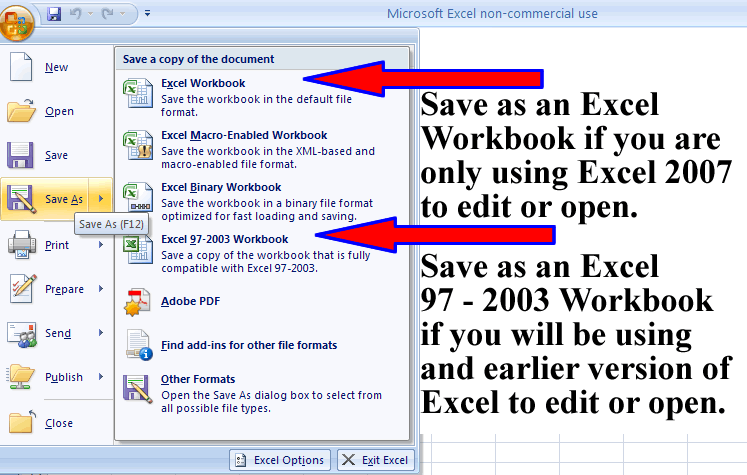 Microsoft Excel non-commercial use
New
Open
Save
Save As
Save As (F12)
Print
Prepare
Send
Publish
Close
Save a copy of the document
Excel Workbook
Save the workbook in the default file
format.
Excel Macro-Enabled Workbook
Save the workbook in the XML-based and
macro-enabled file format.
Excel Binary Workbook
Save the workbook in a binary file format
optimized for fast loading and saving.
Excel 97-2003 Workbook
Save a copy of the workbook that is fully
compatible with Excel 97-2003.
Adobe PDF
Find add-ins for other file formats
Other Formats
Open the Save As dialog box to select from
all possible file types.
Excel Options
Exit Excel
Save as an Excel
Workbook if you are
only using Excel 2007
to edit or open.
Save as an Excel
97 - 2003 Workbook
if you will be using
and earlier version of
Excel to edit or open.